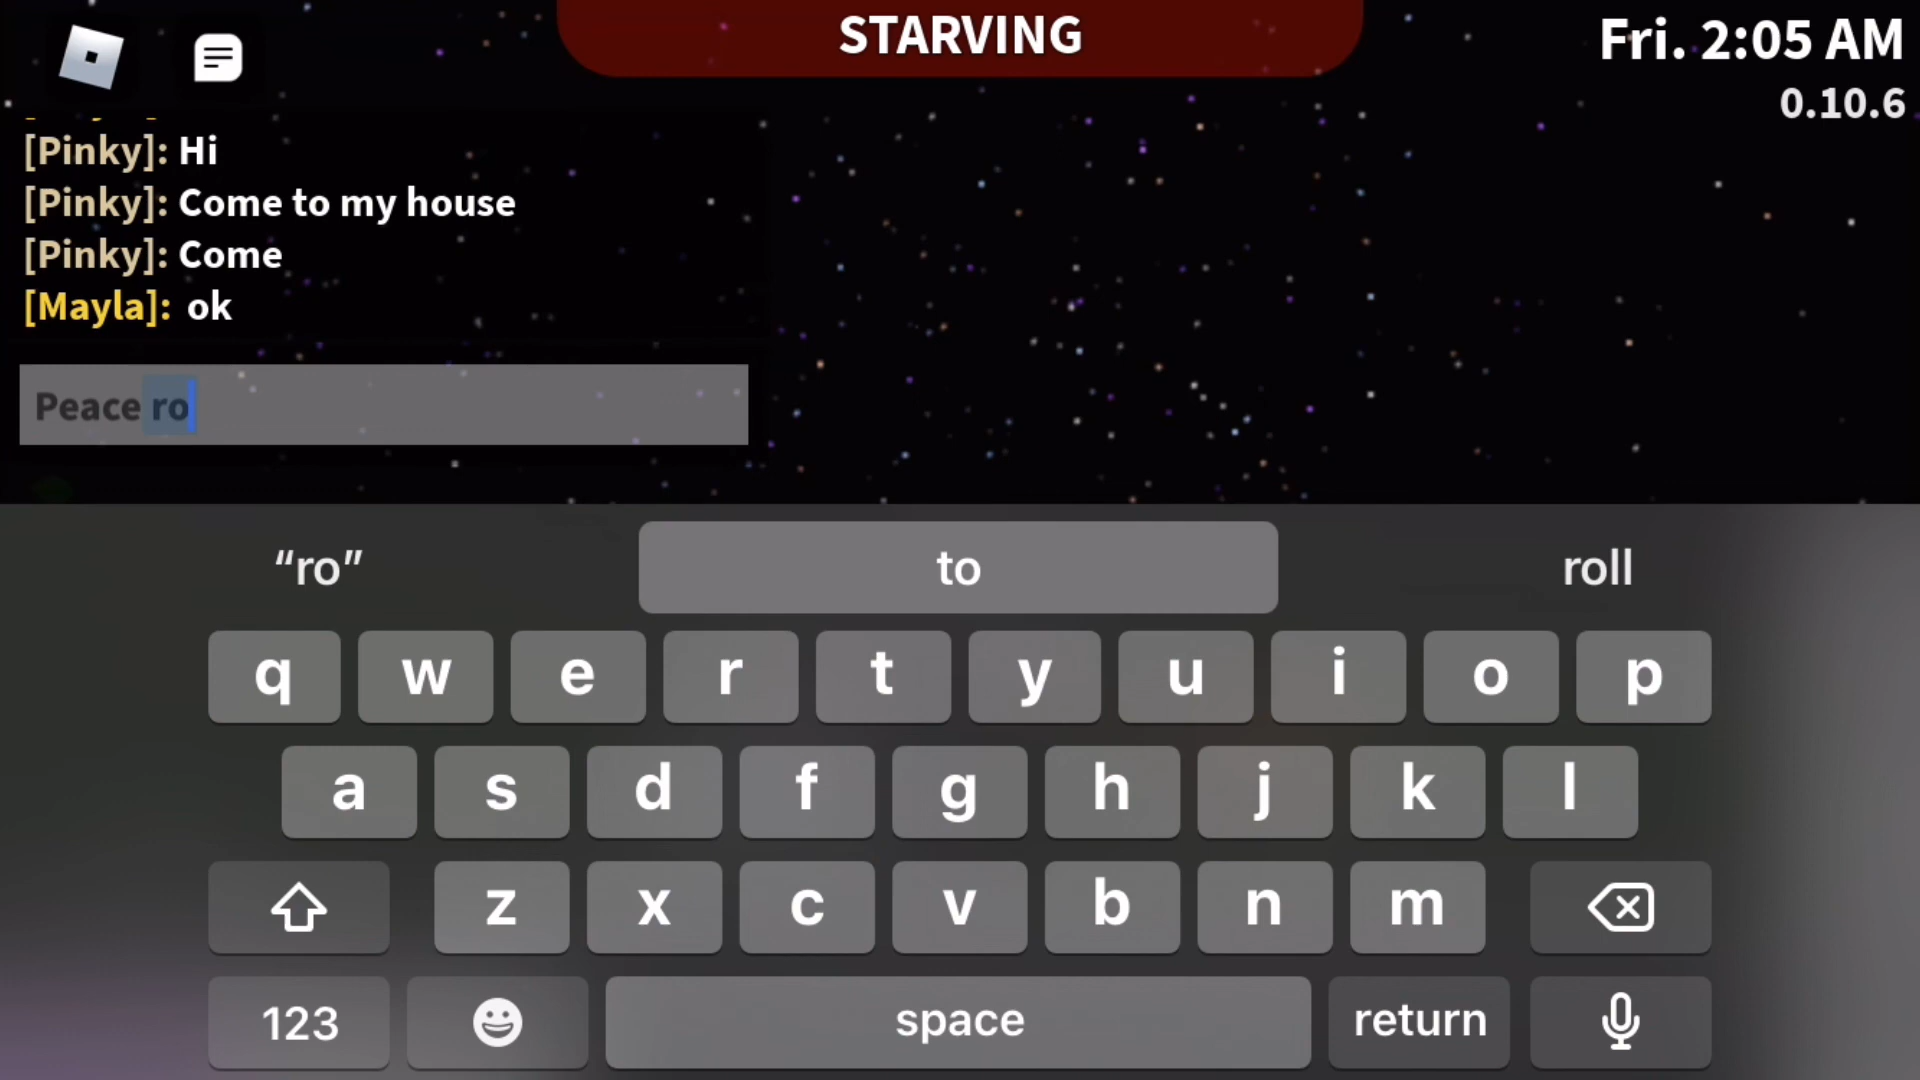 STARVING
Fri. 2:05 AM
0.10.6
[Pinky]: Hi
[Pinky]: Come to my house
[Pinky]: Come
[Mayla]: ok
Peace ro
“ro” to roll
q w e r t y u i o p
a s d f g h j k l
z x c v b n m
123 space return